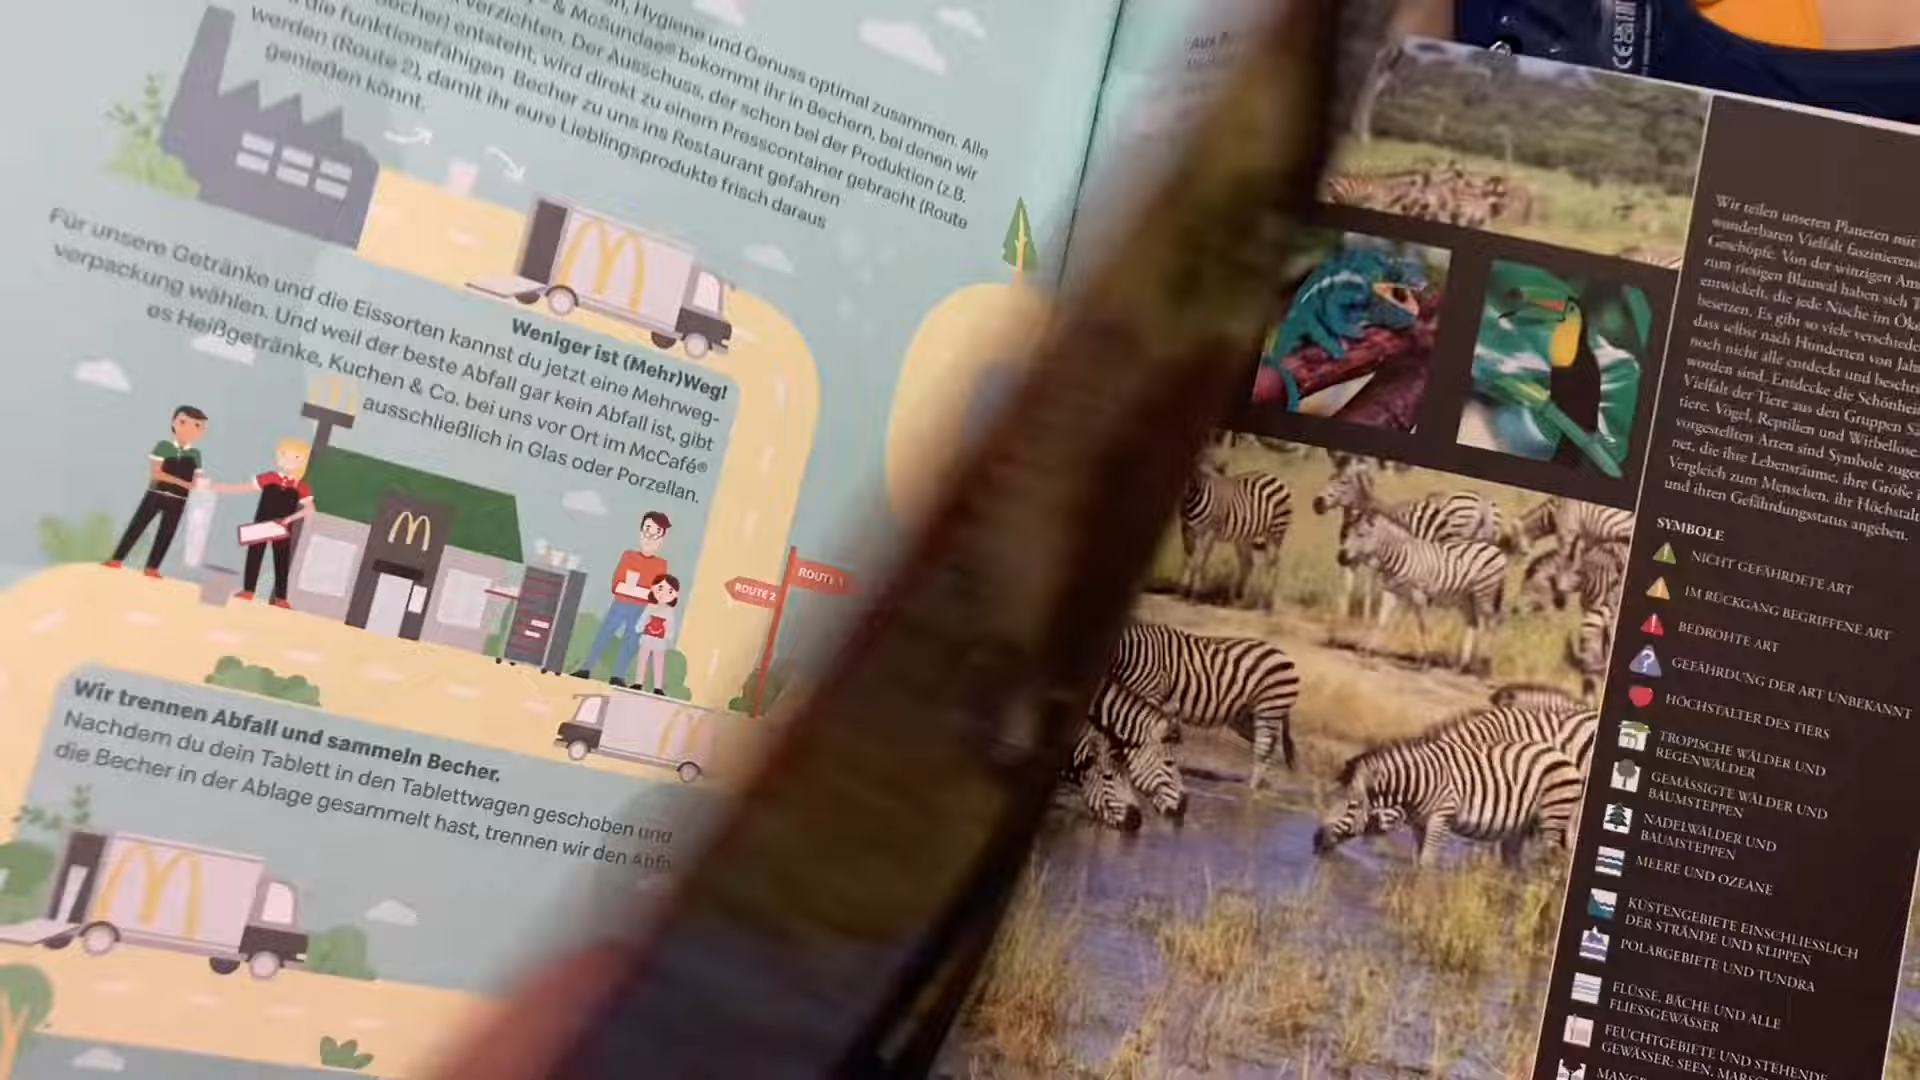 Hygiene und Genuss optimal zusammen. Alle
& McSundae® bekommt ihr in Bechern, bei denen wir
verzichten. Der Ausschuss, der schon bei der Produktion (z.B.
entsteht, wird direkt zu einem Presscontainer gebracht (Route
die funktionsfähigen Becher zu uns ins Restaurant gefahren
werden (Route 2), damit ihr eure Lieblingsprodukte frisch daraus
genießen könnt.
Weniger ist (Mehr)Weg!
Für unsere Getränke und die Eissorten kannst du jetzt eine Mehrweg-
verpackung wählen. Und weil der beste Abfall gar kein Abfall ist, gibt
es Heißgetränke, Kuchen & Co. bei uns vor Ort im McCafé®
ausschließlich in Glas oder Porzellan.
ROUTE 1
ROUTE 2
Wir trennen Abfall und sammeln Becher.
Nachdem du dein Tablett in den Tablettwagen geschoben und
die Becher in der Ablage gesammelt hast, trennen wir den
Wir teilen unseren Planeten mit
wunderbaren Vielfalt
Geschöpfe. Von der winzigen
zum riesigen Blauwal haben sich
entwickelt, die jede Nische im
besetzen. Es gibt so viele
dass selbst nach Hunderten von
noch nicht alle entdeckt und
worden sind. Entdecke die Schönheit
Vielfalt der Tiere aus den Gruppen
tiere, Vögel, Reptilien und
vorgestellten Arten sind Symbole
net, die ihre Lebensräume, ihre Größe
Vergleich zum Menschen, ihr
und ihren Gefährdungsstatus angeben.
SYMBOLE
NICHT GEFÄHRDETE ART
IM RÜCKGANG BEGRIFFENE ART
BEDROHTE ART
GEFÄHRDUNG DER ART UNBEKANNT
HÖCHSTALTER DES TIERS
TROPISCHE WÄLDER UND
REGENWÄLDER
GEMÄSSIGTE WÄLDER UND
BAUMSTEPPEN
NADELWÄLDER UND
BAUMSTEPPEN
MEERE UND OZEANE
KÜSTENGEBIETE EINSCHLIESSLICH
DER STRÄNDE UND KLIPPEN
POLARGEBIETE UND TUNDRA
FLÜSSE, BÄCHE UND ALLE
FLIESSGEWÄSSER
FEUCHTGEBIETE UND STEHENDE
GEWÄSSER: SEEN,